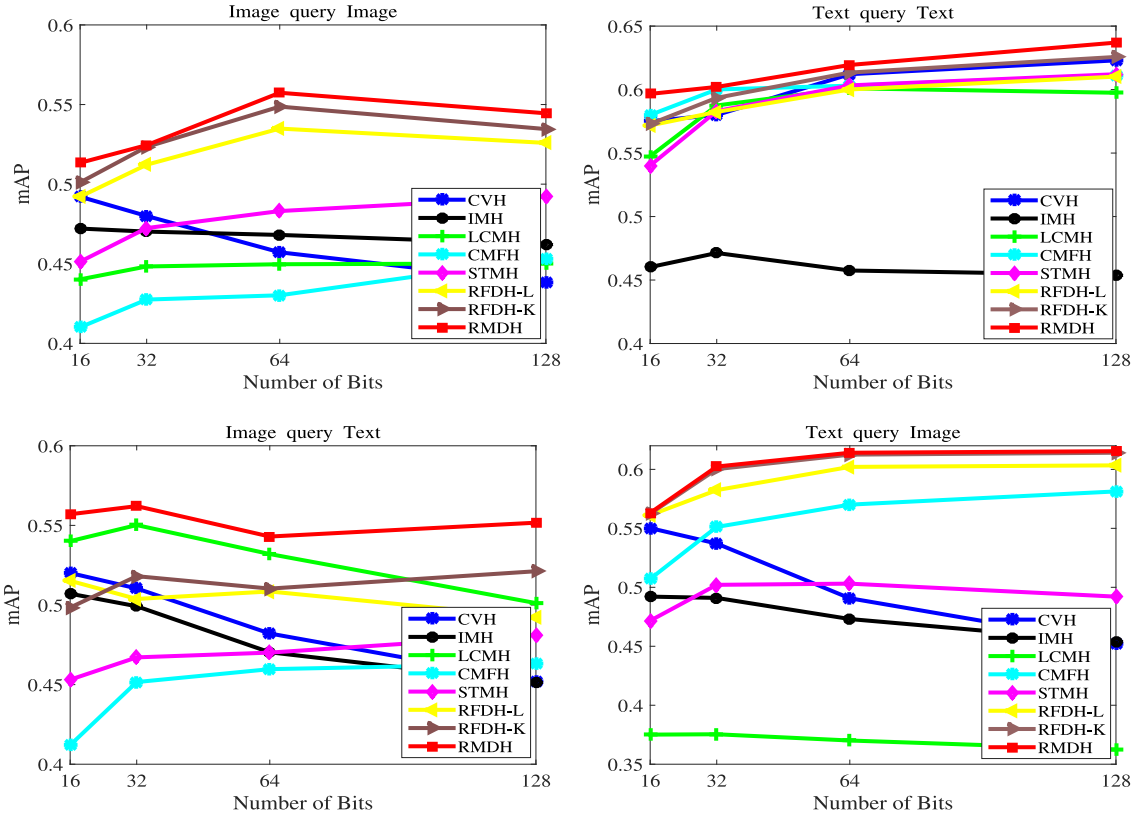 Image query Image
0.6
0.55
0.5
0.45
0.4
mAP
16
32
64
128
Number of Bits
CVH
IMH
LCMH
CMFH
STMH
RFDH-L
RFDH-K
RMDH
Text query Text
0.65
0.6
0.55
0.5
0.45
0.4
mAP
16
32
64
128
Number of Bits
CVH
IMH
LCMH
CMFH
STMH
RFDH-L
RFDH-K
RMDH
Image query Text
0.6
0.55
0.5
0.45
0.4
mAP
16
32
64
128
Number of Bits
CVH
IMH
LCMH
CMFH
STMH
RFDH-L
RFDH-K
RMDH
Text query Image
0.6
0.55
0.5
0.45
0.4
0.35
mAP
16
32
64
128
Number of Bits
CVH
IMH
LCMH
CMFH
STMH
RFDH-L
RFDH-K
RMDH